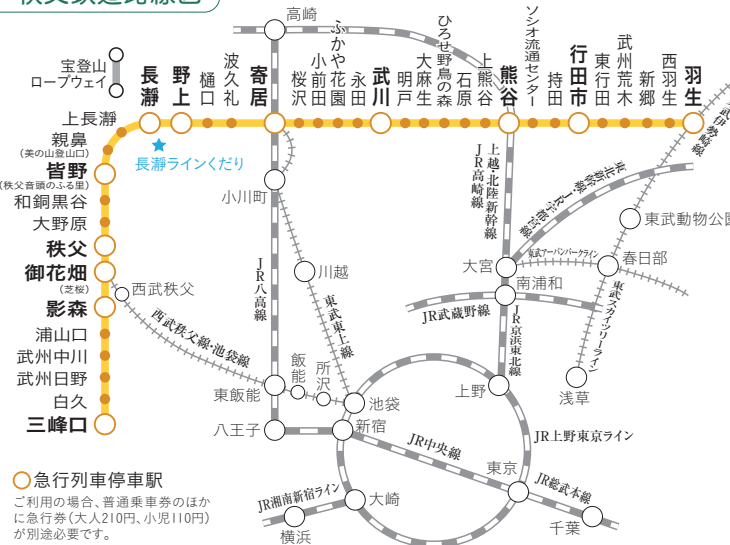 秩父鉄道路線図
宝登山
ロープウェイ
高崎
長瀞
野上
樋口
波久礼
寄居
桜沢
小前田
ふかや花園
永田
武川
明戸
大麻生
ひろせ野鳥の森
石原
上熊谷
熊谷
ソシオ流通センター
持田
行田市
東行田
武州荒木
新郷
西羽生
羽生
上長瀞
親鼻
(美の山登山口)
皆野
(秩父音頭のふる里)
和銅黒谷
大野原
秩父
御花畑
(芝桜)
影森
浦山口
武州中川
武州日野
白久
三峰口
長瀞ラインくだり
小川町
上越・北陸新幹線
JR高崎線
東北新幹線
JR宇都宮線
東武伊勢崎線
東武動物公園
JR八高線
川越
東武東上線
大宮
東武アーバンパークライン
春日部
南浦和
JR武蔵野線
JR京浜東北線
東武スカイツリーライン
西武秩父
西武秩父線・池袋線
飯能
所沢
東飯能
池袋
上野
浅草
八王子
新宿
JR中央線
JR上野東京ライン
東京
JR総武本線
JR湘南新宿ライン
大崎
横浜
千葉
急行列車停車駅
ご利用の場合、普通乗車券のほか
に急行券(大人210円、小児110円)
が別途必要です。